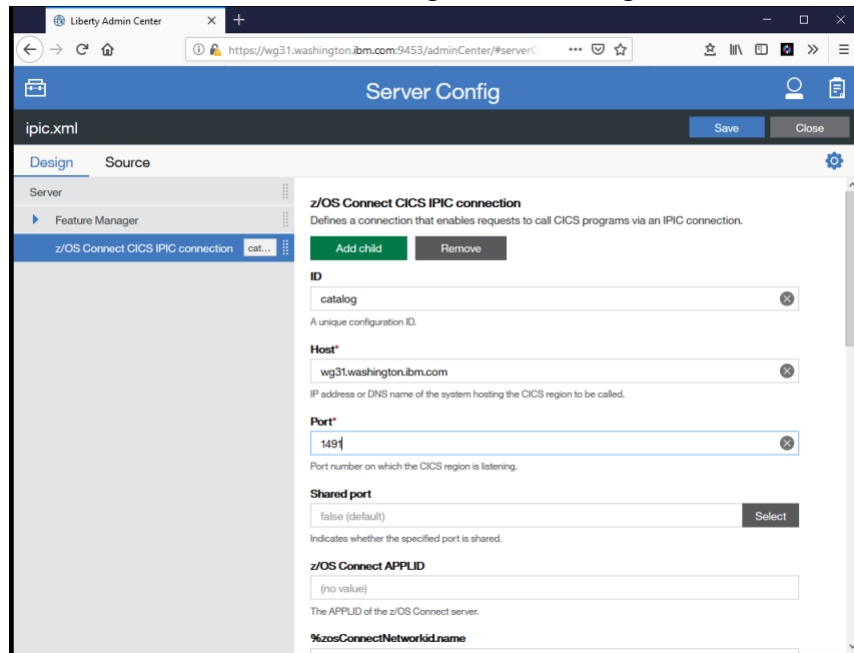 Liberty Admin Center
https://wg31.washington.ibm.com:9453/adminCenter/#serverC
Server Config
ipic.xml
Save
Close
Design
Source
Server
Feature Manager
z/OS Connect CICS IPIC connection
cat...
z/OS Connect CICS IPIC connection
Defines a connection that enables requests to call CICS programs via an IPIC connection.
Add child
Remove
ID
catalog
A unique configuration ID.
Host*
wg31.washington.ibm.com
IP address or DNS name of the system hosting the CICS region to be called.
Port*
1491
Port number on which the CICS region is listening.
Shared port
false (default)
Select
Indicates whether the specified port is shared.
z/OS Connect APPLID
(no value)
The APPLID of the z/OS Connect server.
%zosConnectNetworkid.name